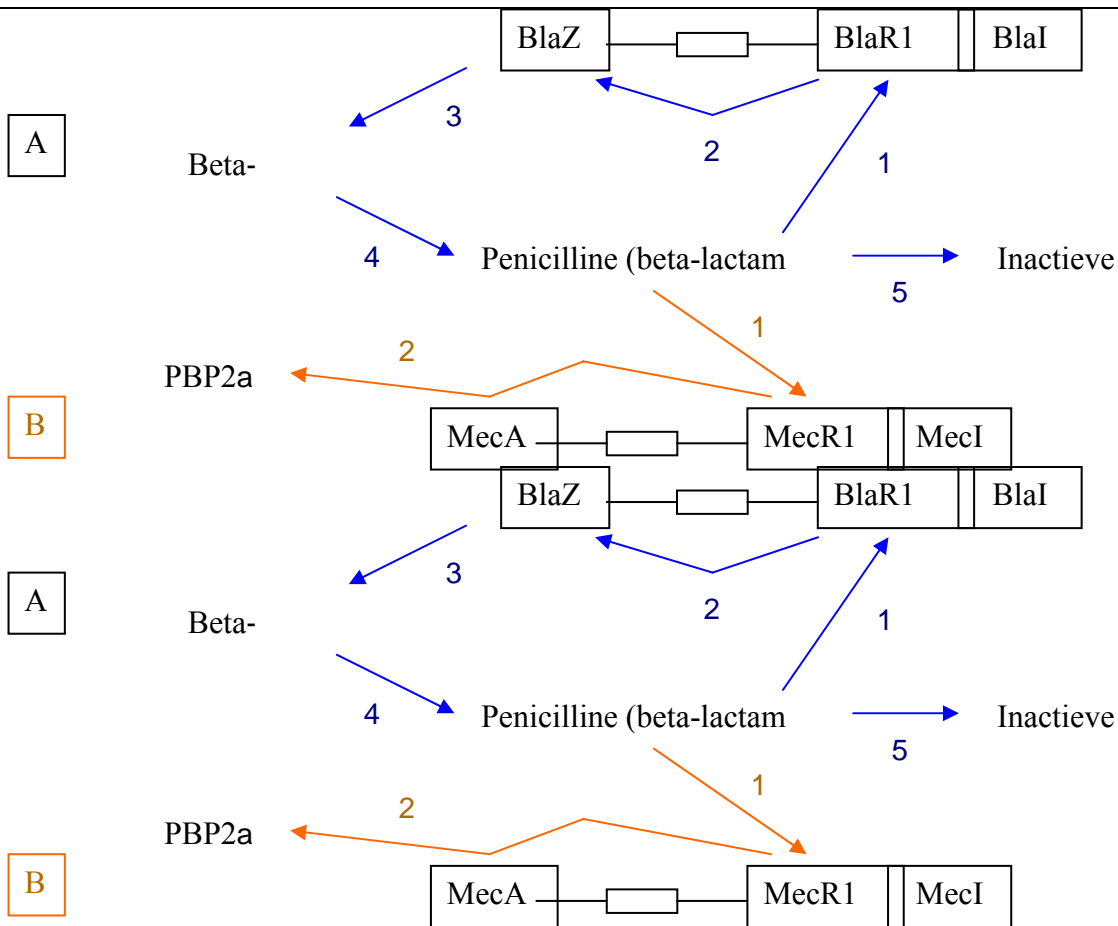 BlaZ BlaR1 BlaI
3
A
2
1
Beta-
4
Penicilline (beta-lactam
Inactieve
5
1
2
PBP2a
B
MecA MecR1 MecI
BlaZ BlaR1 BlaI
3
A
2
1
Beta-
4
Penicilline (beta-lactam
Inactieve
5
1
2
PBP2a
B
MecA MecR1 MecI